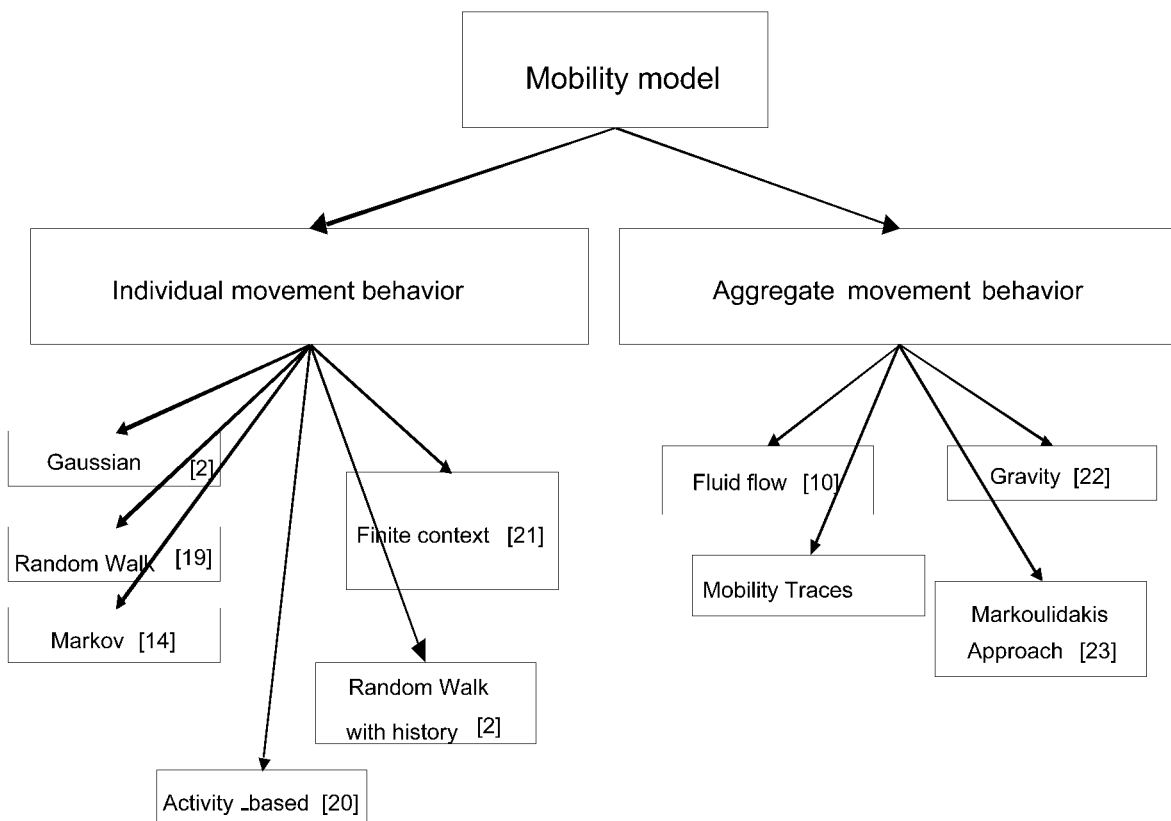 Mobility model
Individual movement behavior
Aggregate movement behavior
Gaussian [2]
Random Walk [19]
Markov [14]
Finite context [21]
Random Walk
with history [2]
Activity _based [20]
Fluid flow [10]
Gravity [22]
Mobility Traces
Markoulidakis
Approach [23]